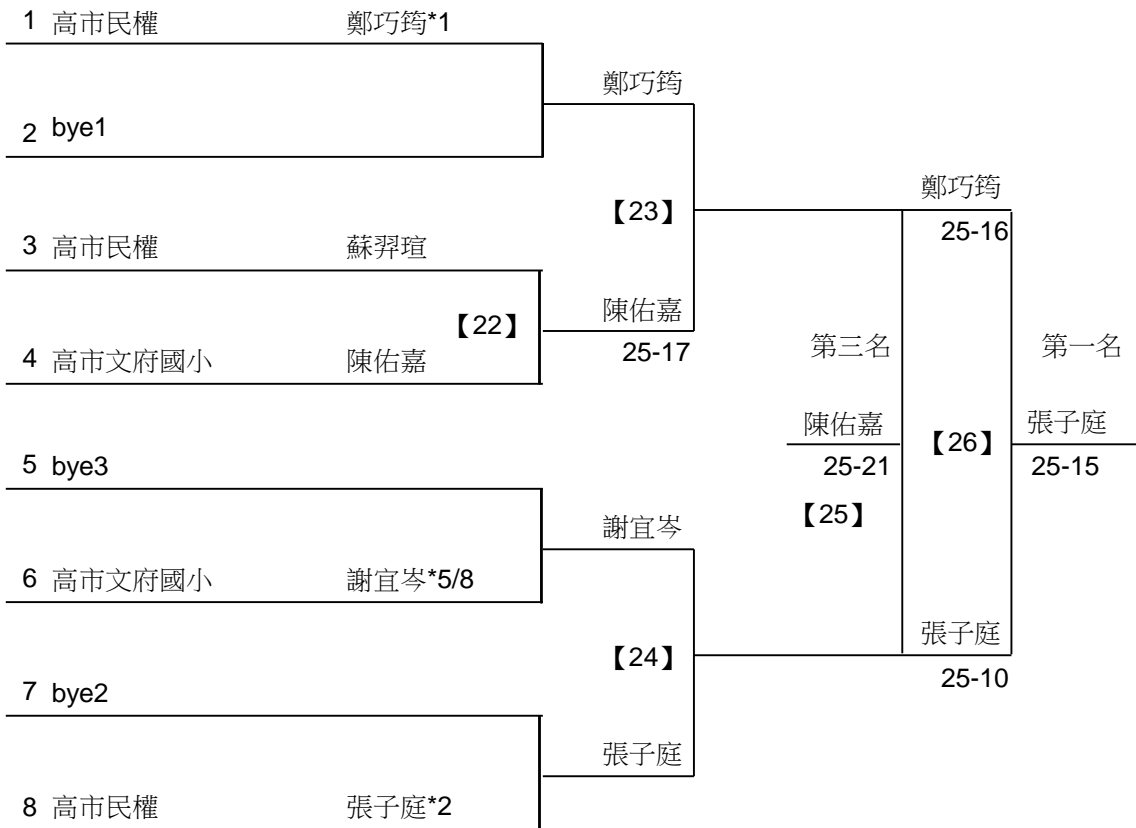 1 高市民權 鄭巧筠*1
鄭巧筠
2 bye1
鄭巧筠
【23】
25-16
3 高市民權 蘇羿瑄
陳佑嘉
【22】
25-17
第三名
第一名
4 高市文府國小 陳佑嘉
陳佑嘉
【26】
張子庭
5 bye3
25-21
25-15
【25】
謝宜岑
6 高市文府國小 謝宜岑*5/8
張子庭
【24】
25-10
7 bye2
張子庭
8 高市民權 張子庭*2